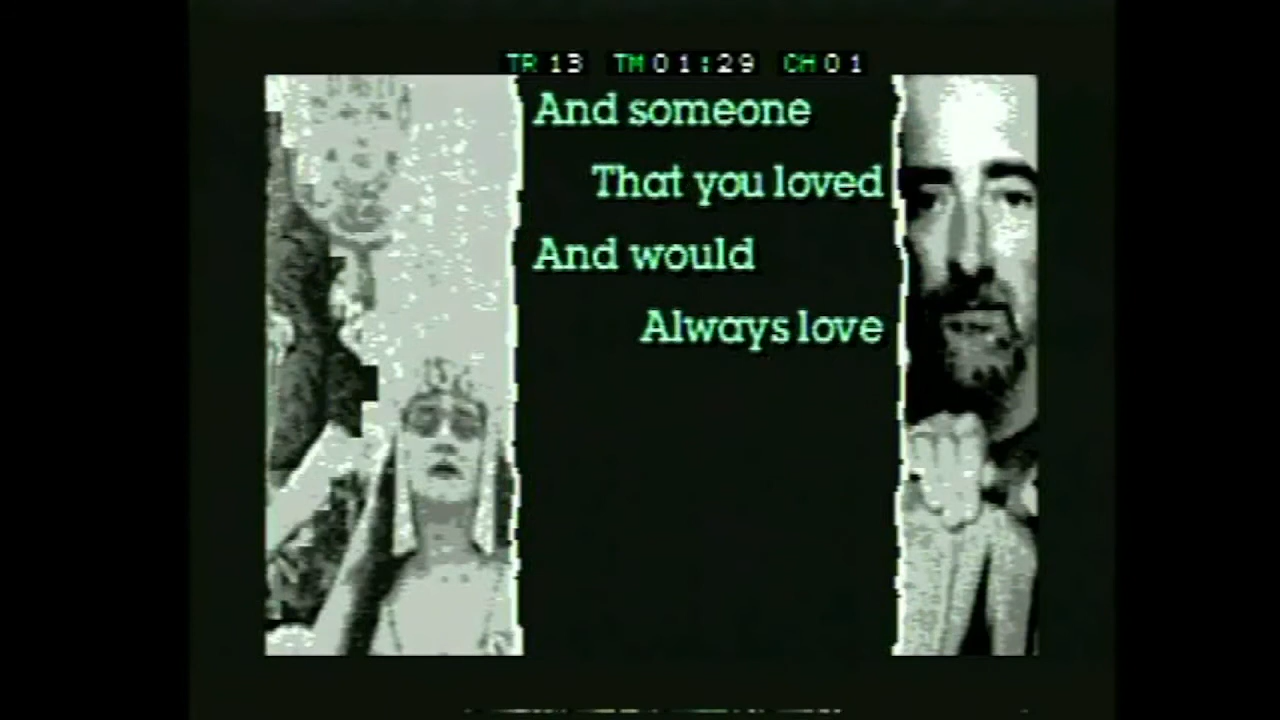 TR 13 TM 01:29 CH 01
And someone
That you loved
And would
Always love